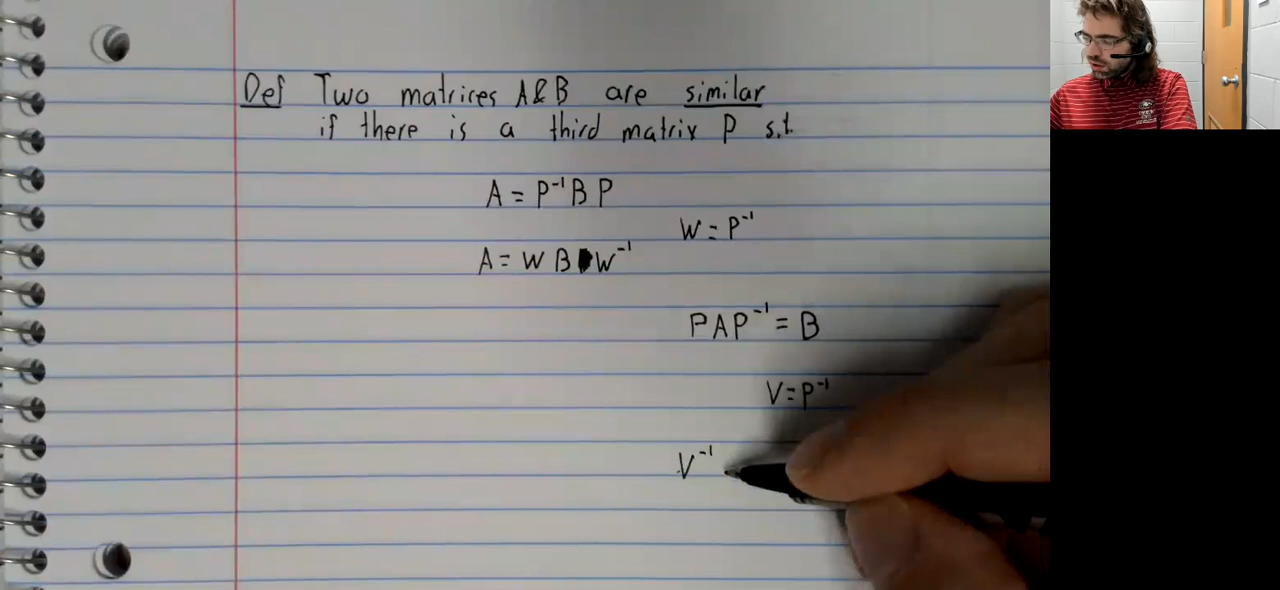 Def Two matrices A & B are similar
if there is a third matrix P s.t.
A = P⁻¹ B P
W = P⁻¹
A = W B W⁻¹
P A P⁻¹ = B
V = P⁻¹
V⁻¹